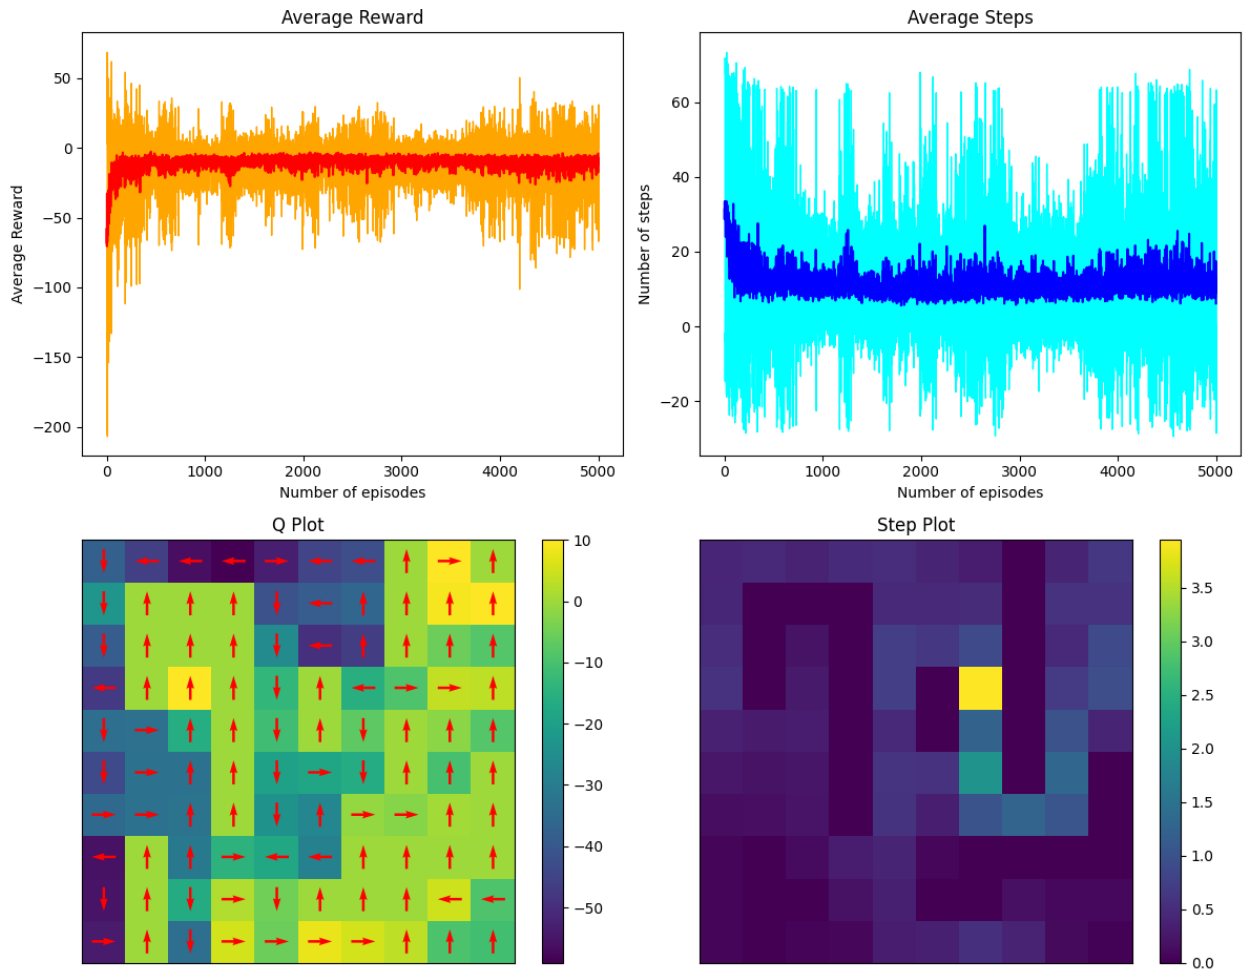 Average Reward
Average Reward
50
0
−50
−100
−150
−200
0 1000 2000 3000 4000 5000
Number of episodes
Average Steps
Number of steps
60
40
20
0
−20
0 1000 2000 3000 4000 5000
Number of episodes
Q Plot
10
0
−10
−20
−30
−40
−50
Step Plot
3.5
3.0
2.5
2.0
1.5
1.0
0.5
0.0